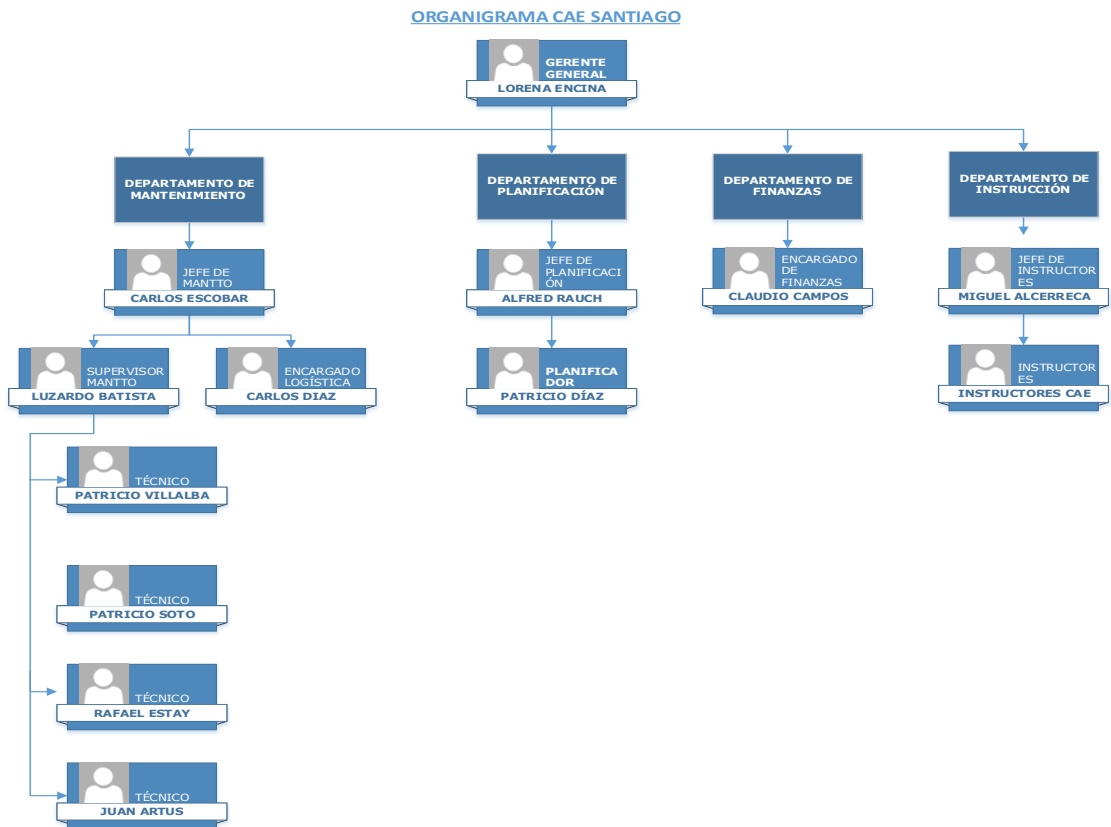 ORGANIGRAMA CAE SANTIAGO
GERENTE
GENERAL
LORENA ENCINA
DEPARTAMENTO DE
MANTENIMIENTO
DEPARTAMENTO DE
PLANIFICACIÓN
DEPARTAMENTO DE
FINANZAS
DEPARTAMENTO DE
INSTRUCCIÓN
JEFE DE
MANTTO
CARLOS ESCOBAR
JEFE DE
PLANIFICACI
ÓN
ALFRED RAUCH
ENCARGADO
DE
FINANZAS
CLAUDIO CAMPOS
JEFE DE
INSTRUCTOR
ES
MIGUEL ALCERRECA
SUPERVISOR
MANTTO
LUZARDO BATISTA
ENCARGADO
LOGÍSTICA
CARLOS DIAZ
PLANIFICA
DOR
PATRICIO DÍAZ
INSTRUCTOR
ES
INSTRUCTORES CAE
TÉCNICO
PATRICIO VILLALBA
TÉCNICO
PATRICIO SOTO
TÉCNICO
RAFAEL ESTAY
TÉCNICO
JUAN ARTUS